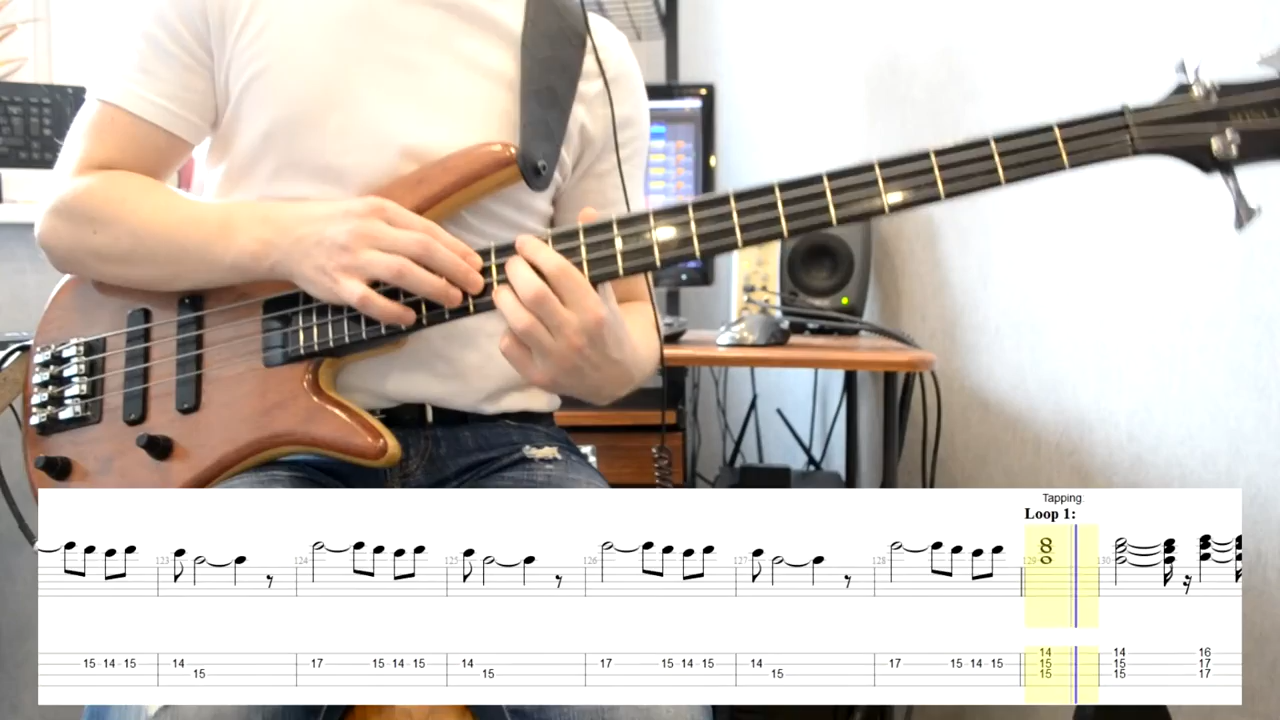 Tapping:
Loop 1:
123 124 125 126 127 128 129 130
8
8
14 14 16
15 14 15 14 17 15 14 15 14 17 15 14 15 14 17 15 14 15 15 15 17
15 15 15 15 15 17